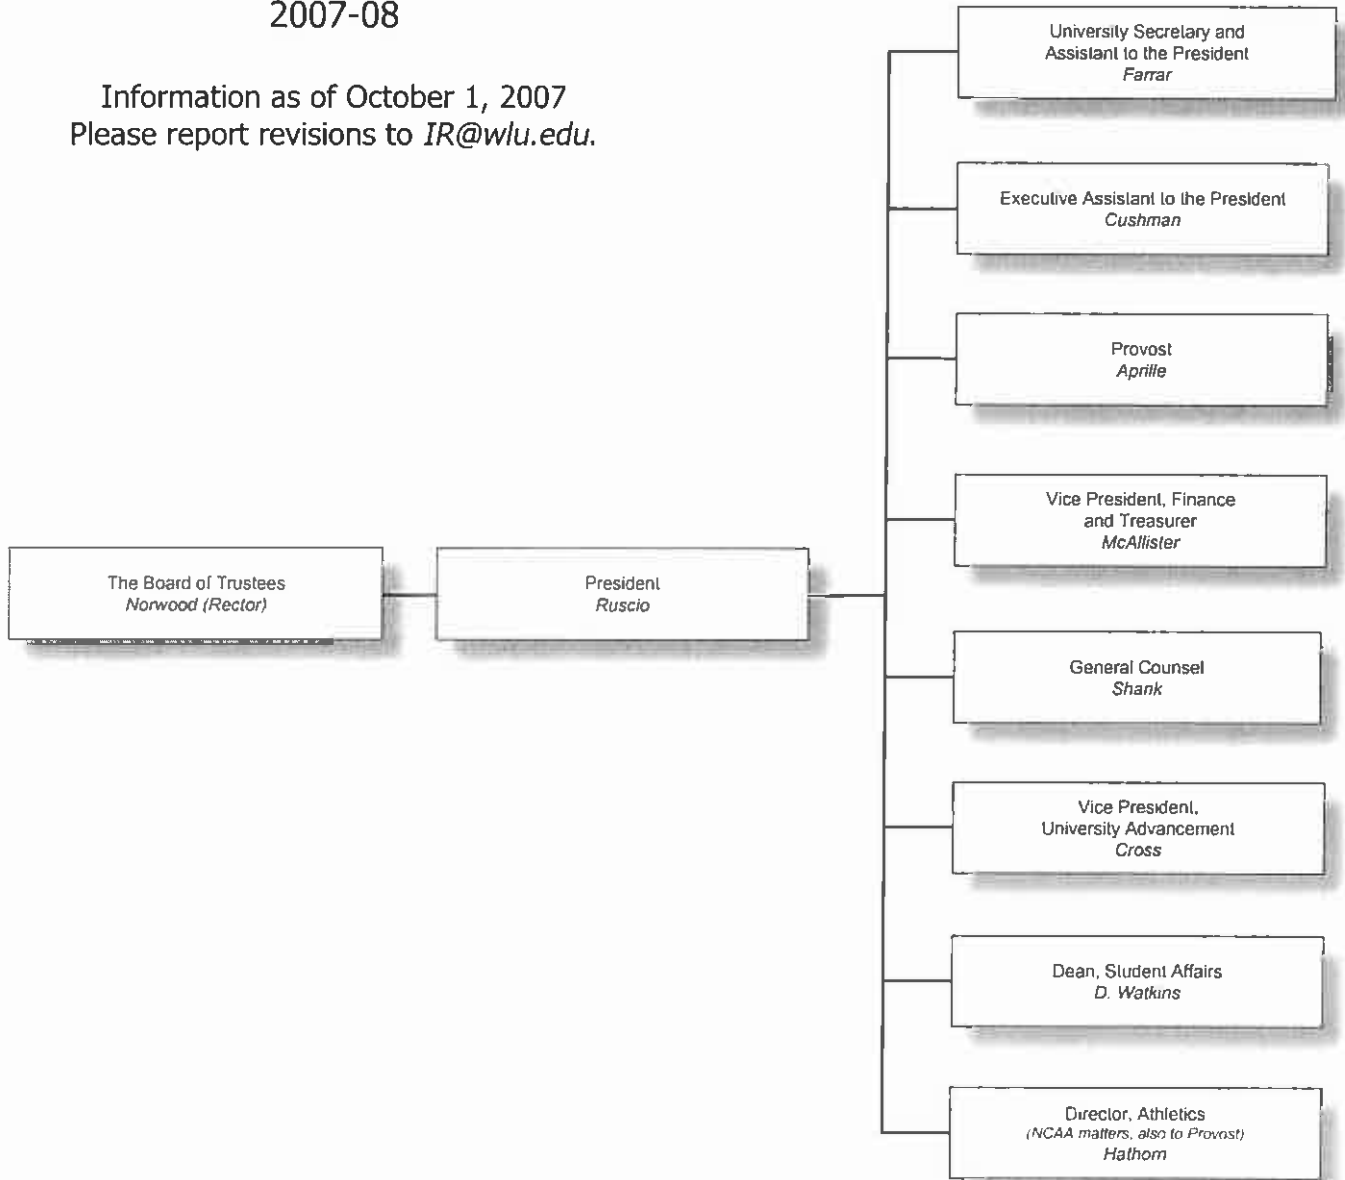 2007-08
Information as of October 1, 2007
Please report revisions to IR@wlu.edu.
University Secretary and
Assistant to the President
Farrar
Executive Assistant to the President
Cushman
Provost
Aprille
Vice President, Finance
and Treasurer
McAllister
The Board of Trustees
Norwood (Rector)
President
Ruscio
General Counsel
Shank
Vice President,
University Advancement
Cross
Dean, Student Affairs
D. Watkins
Director, Athletics
(NCAA matters, also to Provost)
Hathorn